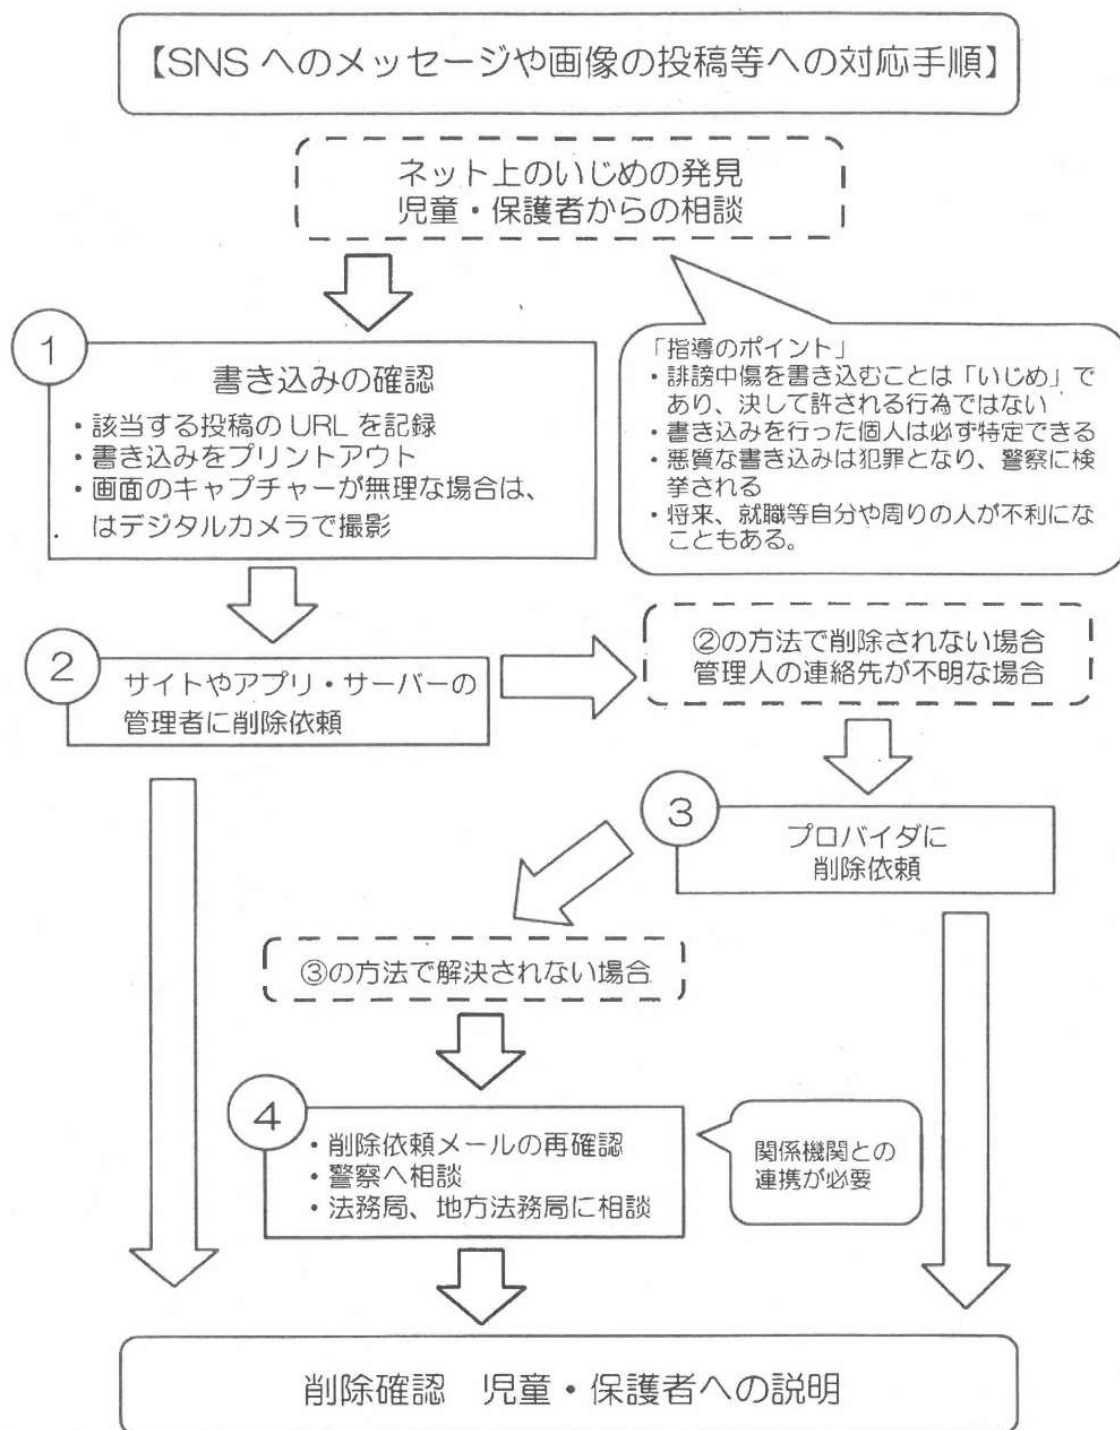 【SNS へのメッセージや画像の投稿等への対応手順】
ネット上のいじめの発見
児童・保護者からの相談
「指導のポイント」
・誹謗中傷を書き込むことは「いじめ」で
あり、決して許される行為ではない
・書き込みを行った個人は必ず特定できる
・悪質な書き込みは犯罪となり、警察に検
挙される
・将来、就職等自分や周りの人が不利にな
こともある。
1
書き込みの確認
・該当する投稿の URL を記録
・書き込みをプリントアウト
・画面のキャプチャーが無理な場合は、
はデジタルカメラで撮影
2
サイトやアプリ・サーバーの
管理者に削除依頼
②の方法で削除されない場合
管理人の連絡先が不明な場合
3
プロバイダに
削除依頼
③の方法で解決されない場合
4
・削除依頼メールの再確認
・警察へ相談
・法務局、地方法務局に相談
関係機関との
連携が必要
削除確認 児童・保護者への説明